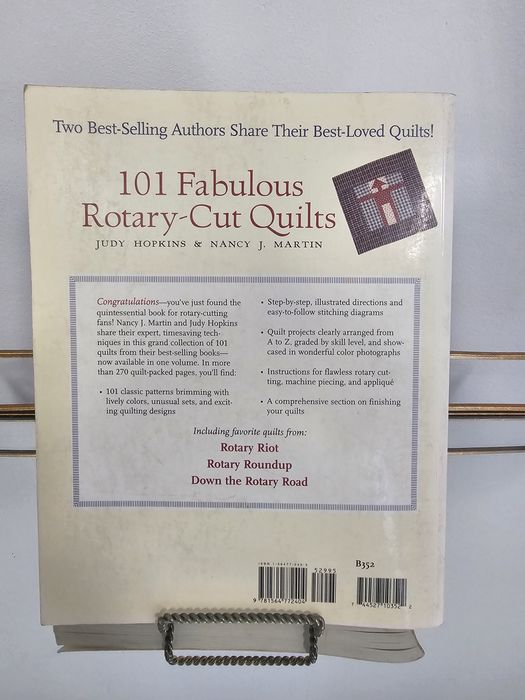 Two Best-Selling Authors Share Their Best-Loved Quilts!
101 Fabulous
Rotary-Cut Quilts
JUDY HOPKINS & NANCY J. MARTIN
Congratulations—you've just found the
quintessential book for rotary-cutting
fans! Nancy J. Martin and Judy Hopkins
share their expert, timesaving tech-
niques in this grand collection of 101
quilts from their best-selling books—
now available in one volume. In more
than 270 quilt-packed pages, you'll find:
• 101 classic patterns brimming with
lively colors, unusual sets, and excit-
ing quilting designs
• Step-by-step, illustrated directions and
easy-to-follow stitching diagrams
• Quilt projects clearly arranged from
A to Z, graded by skill level, and show-
cased in wonderful color photographs
• Instructions for flawless rotary cut-
ting, machine piecing, and appliqué
• A comprehensive section on finishing
your quilts
Including favorite quilts from:
Rotary Riot
Rotary Roundup
Down the Rotary Road
52995
9 781564 772404
B352
7 44527 10352 2